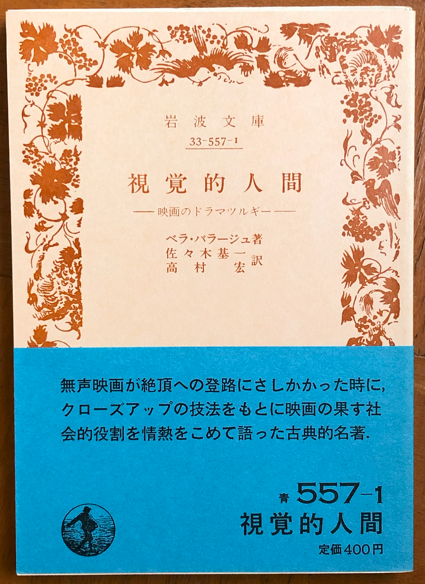 岩波文庫
33-557-1
視覚的人間
──映画のドラマツルギー──
ベラ・バラージュ著
佐々木基一
高村宏訳
無声映画が絶頂への登路にさしかかった時に,
クローズアップの技法をもとに映画の果す社
会的役割を情熱をこめて語った古典的名著.
青 557-1
視覚的人間
定価400円